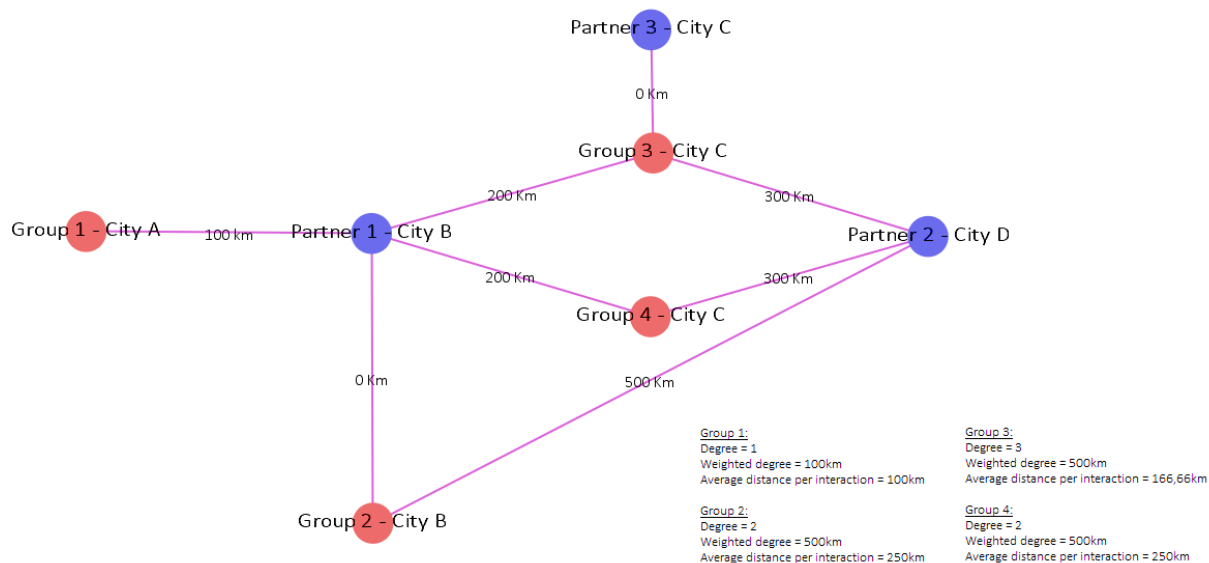 Partner 3 - City C
0 Km
Group 3 - City C
200 Km
300 Km
Group 1 - City A
100 km
Partner 1 - City B
Partner 2 - City D
200 Km
300 Km
Group 4 - City C
0 Km
500 Km
Group 2 - City B
Group 1:
Degree = 1
Weighted degree = 100km
Average distance per interaction = 100km
Group 3:
Degree = 3
Weighted degree = 500km
Average distance per interaction = 166,66km
Group 2:
Degree = 2
Weighted degree = 500km
Average distance per interaction = 250km
Group 4:
Degree = 2
Weighted degree = 500km
Average distance per interaction = 250km